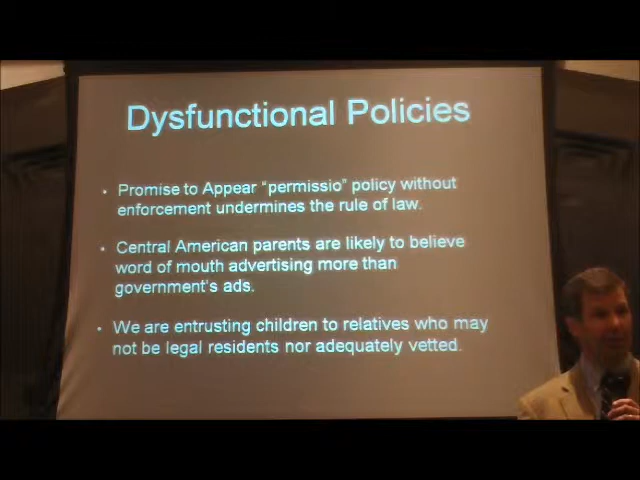 Dysfunctional Policies
• Promise to Appear "permissio" policy without
enforcement undermines the rule of law.
• Central American parents are likely to believe
word of mouth advertising more than
government's ads.
• We are entrusting children to relatives who may
not be legal residents nor adequately vetted.